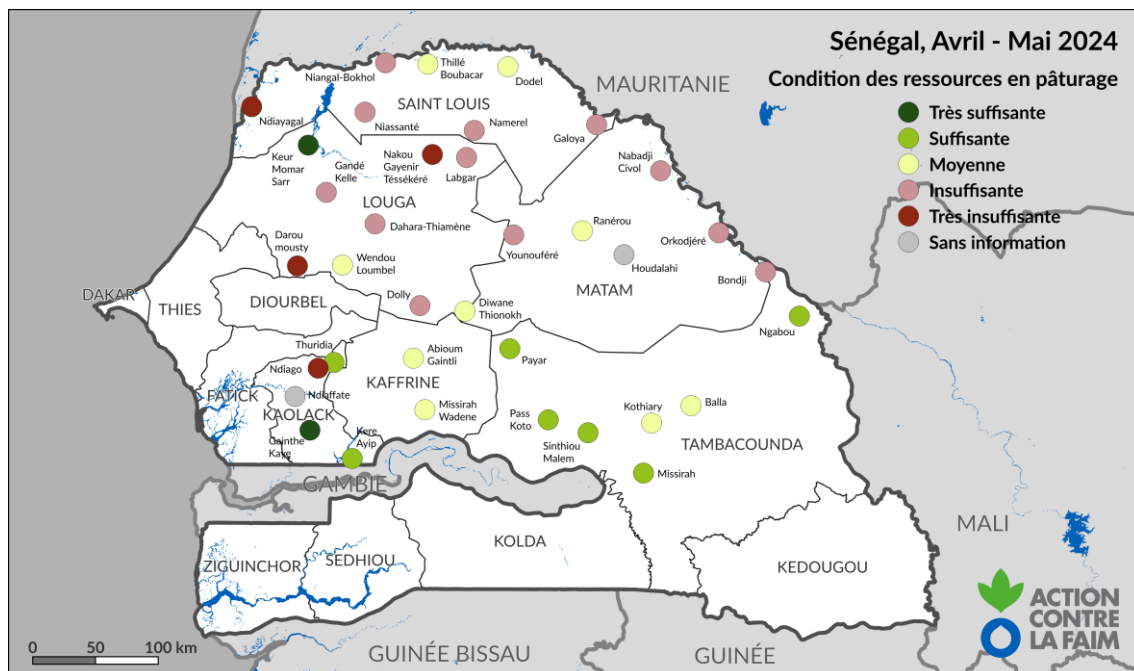 Sénégal, Avril - Mai 2024
Condition des ressources en pâturage
Très suffisante
Suffisante
Moyenne
Insuffisante
Très insuffisante
Sans information
MAURITANIE
Niangal-Bokhol
Thillé
Boubacar
Dodel
SAINT LOUIS
Ndiayagal
Niassanté
Namerel
Galoya
Keur
Momar
Sarr
Gandé
Kelle
Nakou
Gayenir
Téssékéré
Labgar
Nabadji
Civol
LOUGA
Dahara-Thiamène
Ranérou
Younouféré
Orkodjéré
Houdalahi
Darou
mousty
Wendou
Loumbel
Bondji
MATAM
DAKAR
THIES
DIOURBEL
Dolly
Diwane
Thionokh
Ngabou
Thuridia
Ndiago
Abioum
Gaintli
Payar
KAFFRINE
FATICK
Ndiaffate
KAOLACK
Missirah
Wadene
Kothiary
Balla
Pass
Koto
Sinthiou
Malem
TAMBACOUNDA
Gainthe
Kaye
Kere
Ayip
Missirah
GAMBIE
MALI
KOLDA
ZIGUINCHOR
SEDHIOU
KEDOUGOU
GUINÉE BISSAU
GUINÉE
0 50 100 km
ACTION
CONTRE
LA FAIM